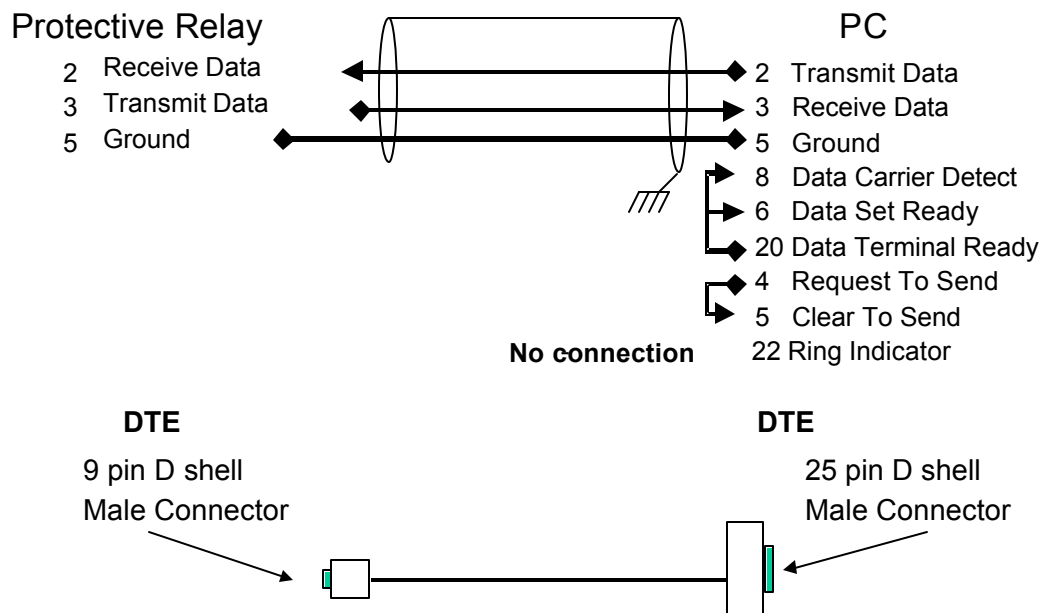 Protective Relay
PC
2 Receive Data
2 Transmit Data
3 Transmit Data
3 Receive Data
5 Ground
5 Ground
8 Data Carrier Detect
6 Data Set Ready
20 Data Terminal Ready
4 Request To Send
5 Clear To Send
No connection
22 Ring Indicator
DTE
DTE
9 pin D shell
Male Connector
25 pin D shell
Male Connector